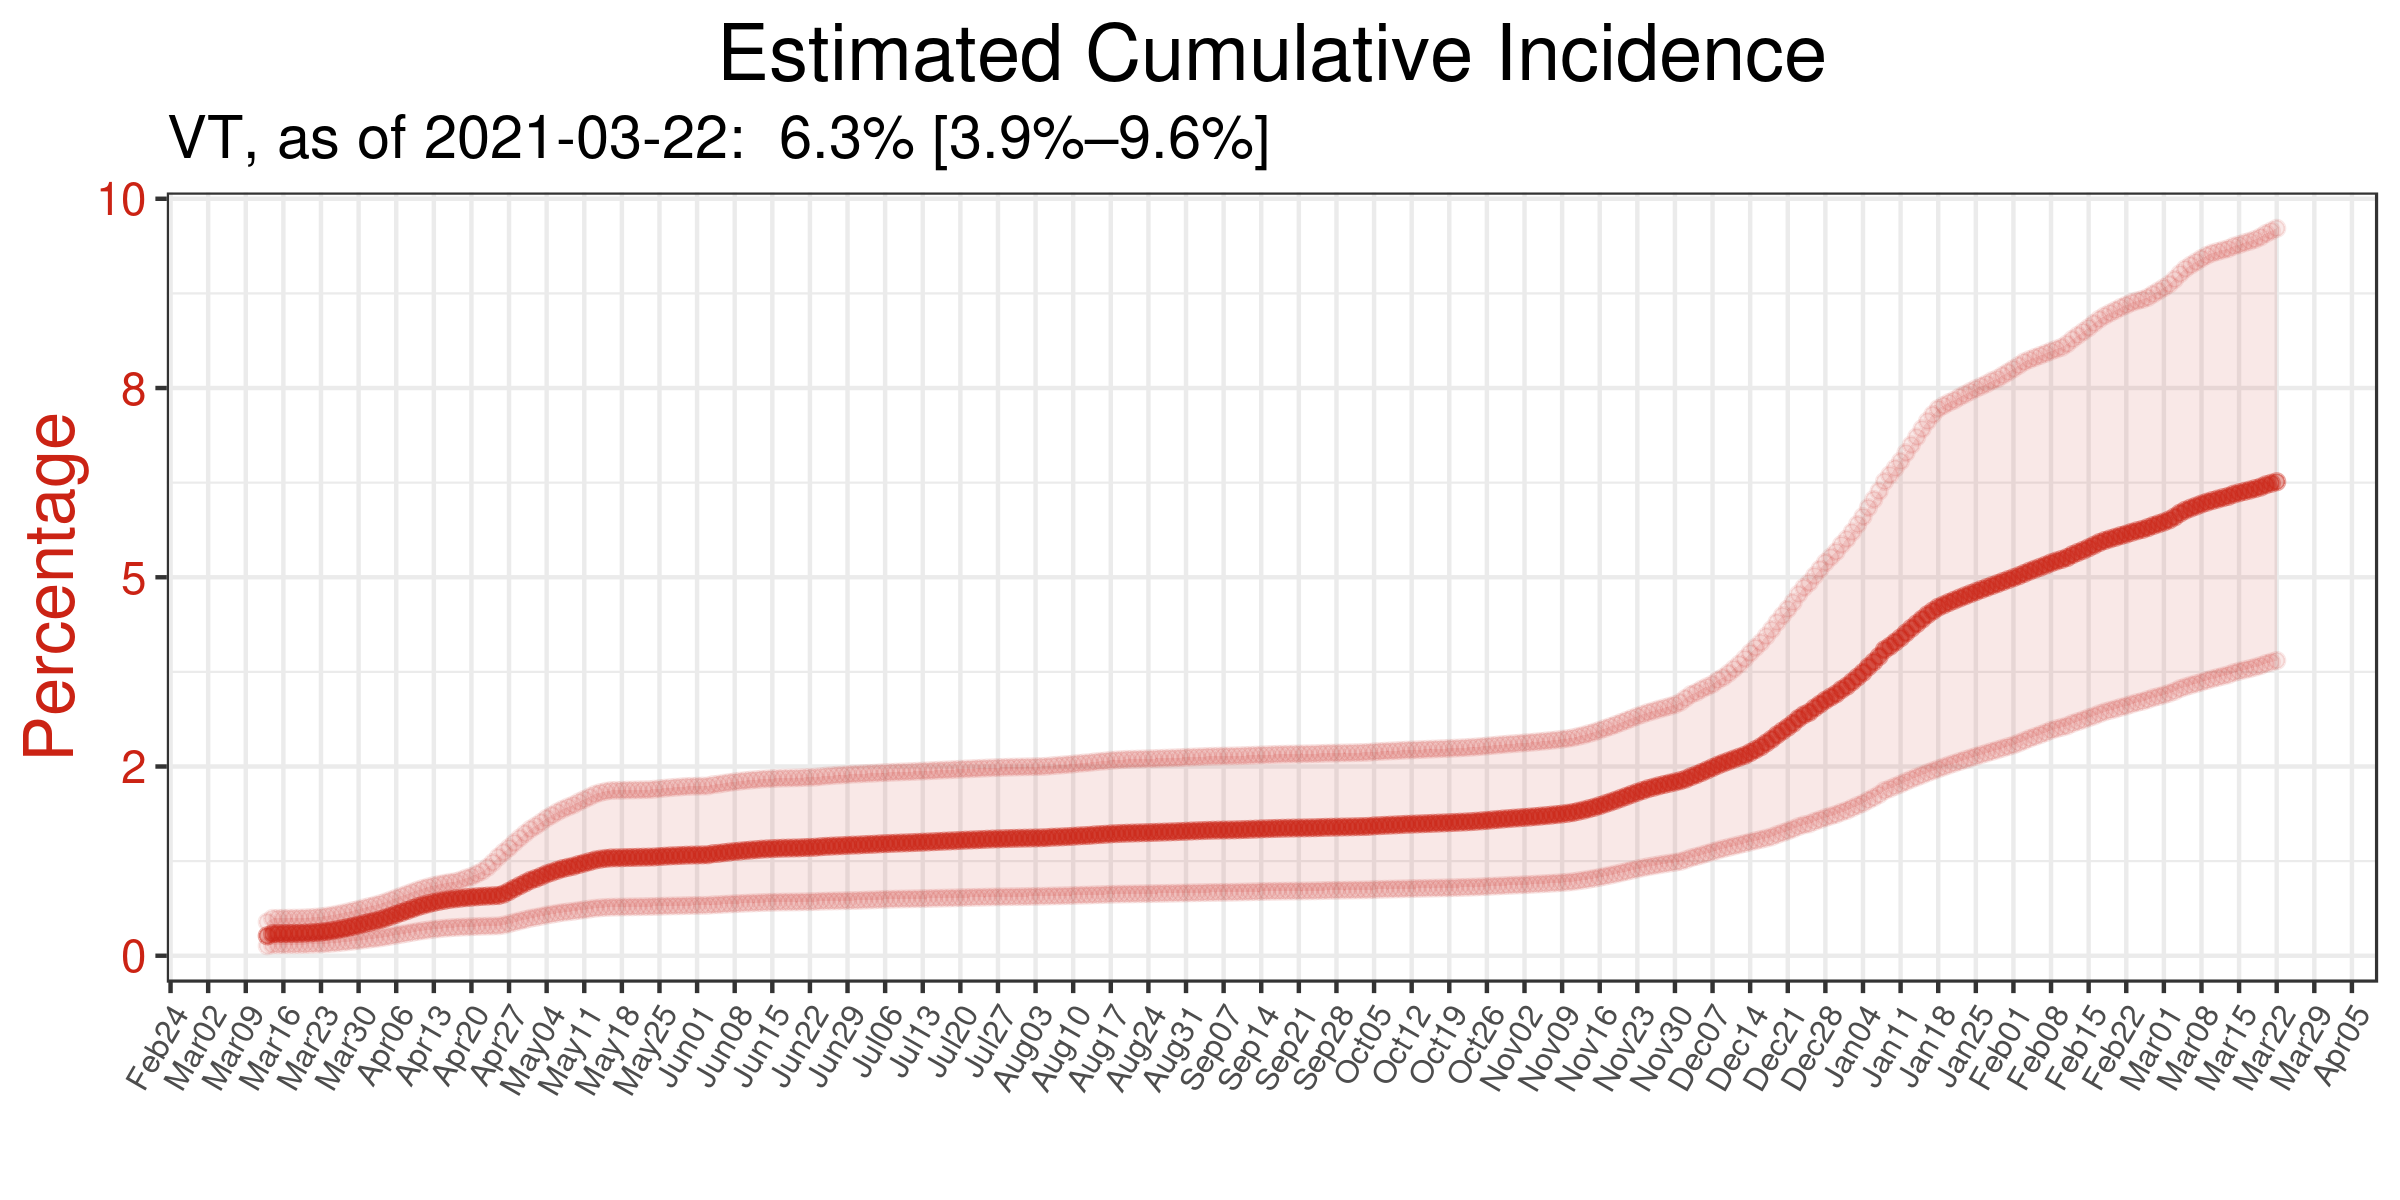 Estimated Cumulative Incidence
VT, as of 2021-03-22:  6.3% [3.9%–9.6%]
Percentage
10
8
5
2
0
Feb24
Mar02
Mar09
Mar16
Mar23
Mar30
Apr06
Apr13
Apr20
Apr27
May04
May11
May18
May25
Jun01
Jun08
Jun15
Jun22
Jun29
Jul06
Jul13
Jul20
Jul27
Aug03
Aug10
Aug17
Aug24
Aug31
Sep07
Sep14
Sep21
Sep28
Oct05
Oct12
Oct19
Oct26
Nov02
Nov09
Nov16
Nov23
Nov30
Dec07
Dec14
Dec21
Dec28
Jan04
Jan11
Jan18
Jan25
Feb01
Feb08
Feb15
Feb22
Mar01
Mar08
Mar15
Mar22
Mar29
Apr05